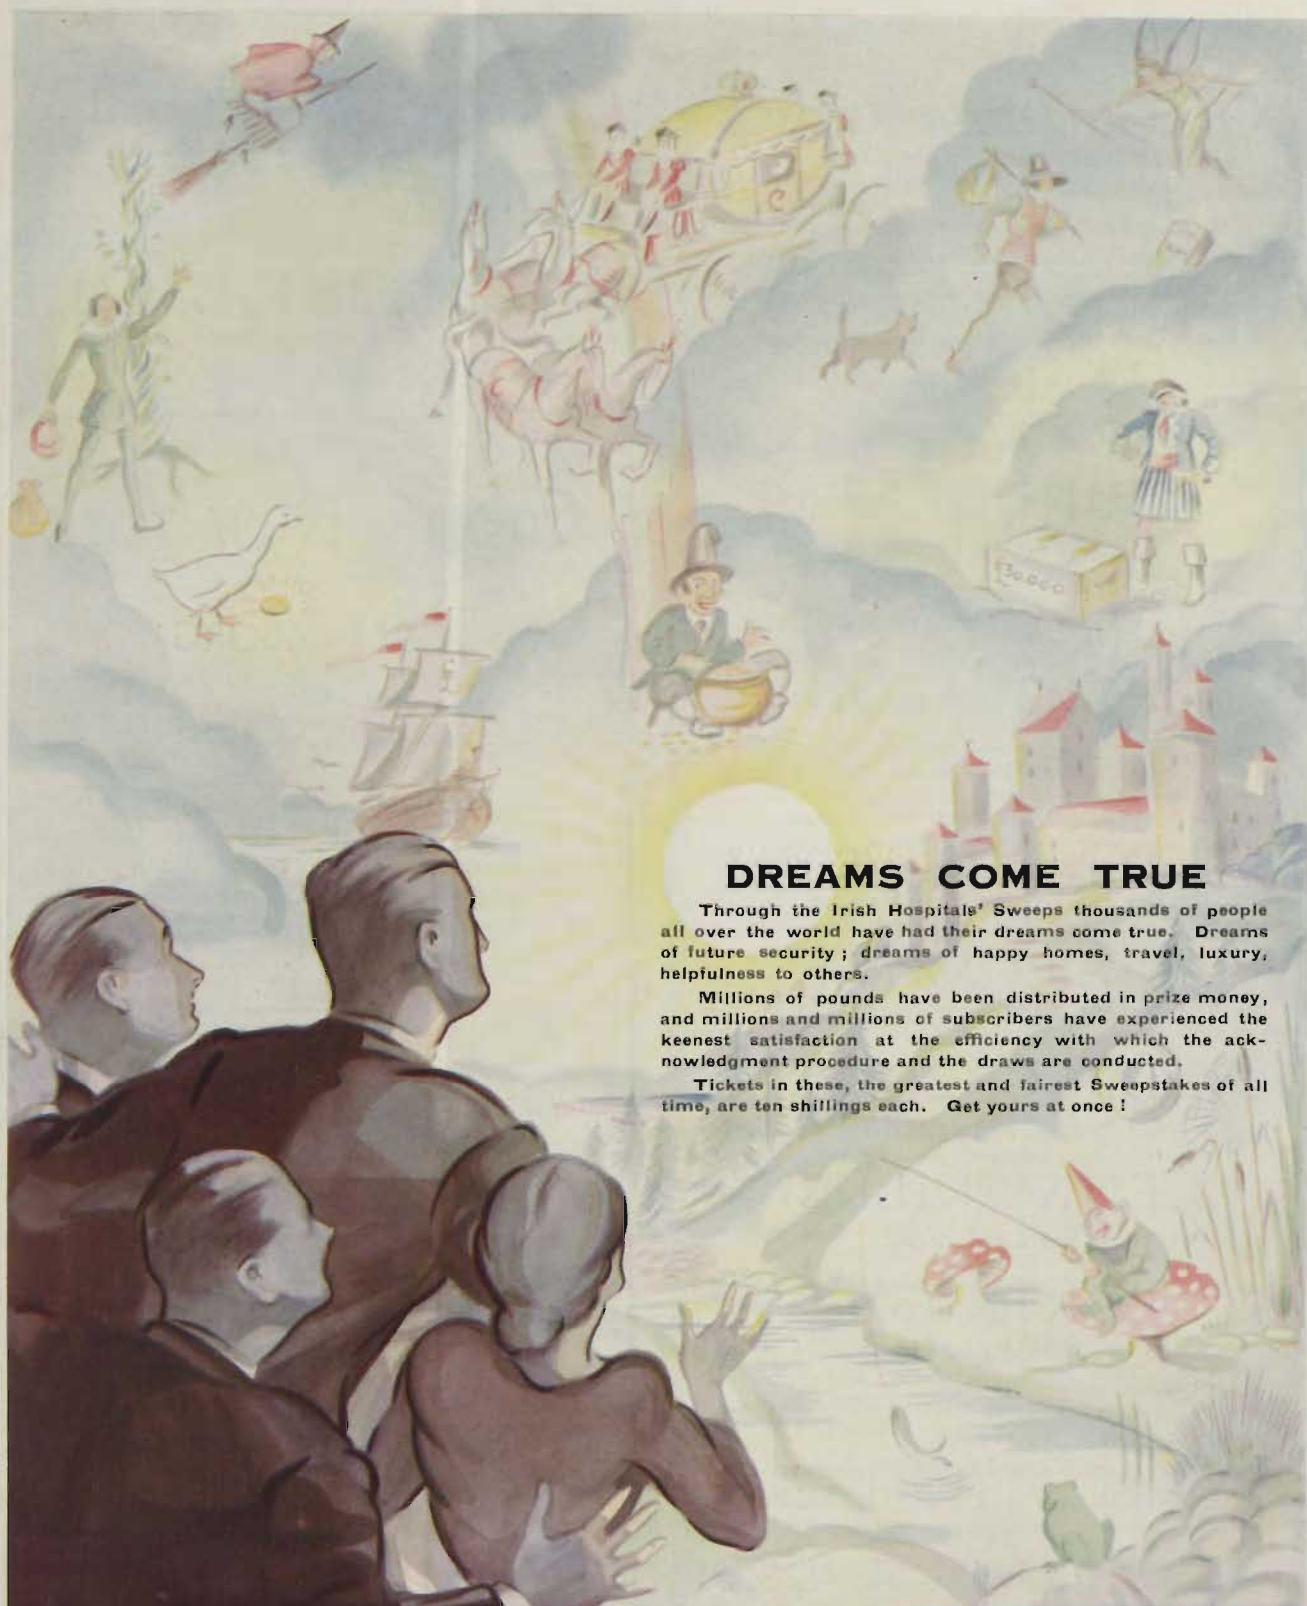 £30,000
DREAMS COME TRUE
Through the Irish Hospitals' Sweeps thousands of people
all over the world have had their dreams come true. Dreams
of future security ; dreams of happy homes, travel, luxury,
helpfulness to others.
Millions of pounds have been distributed in prize money,
and millions and millions of subscribers have experienced the
keenest satisfaction at the efficiency with which the ack-
nowledgment procedure and the draws are conducted.
Tickets in these, the greatest and fairest Sweepstakes of all
time, are ten shillings each. Get yours at once !